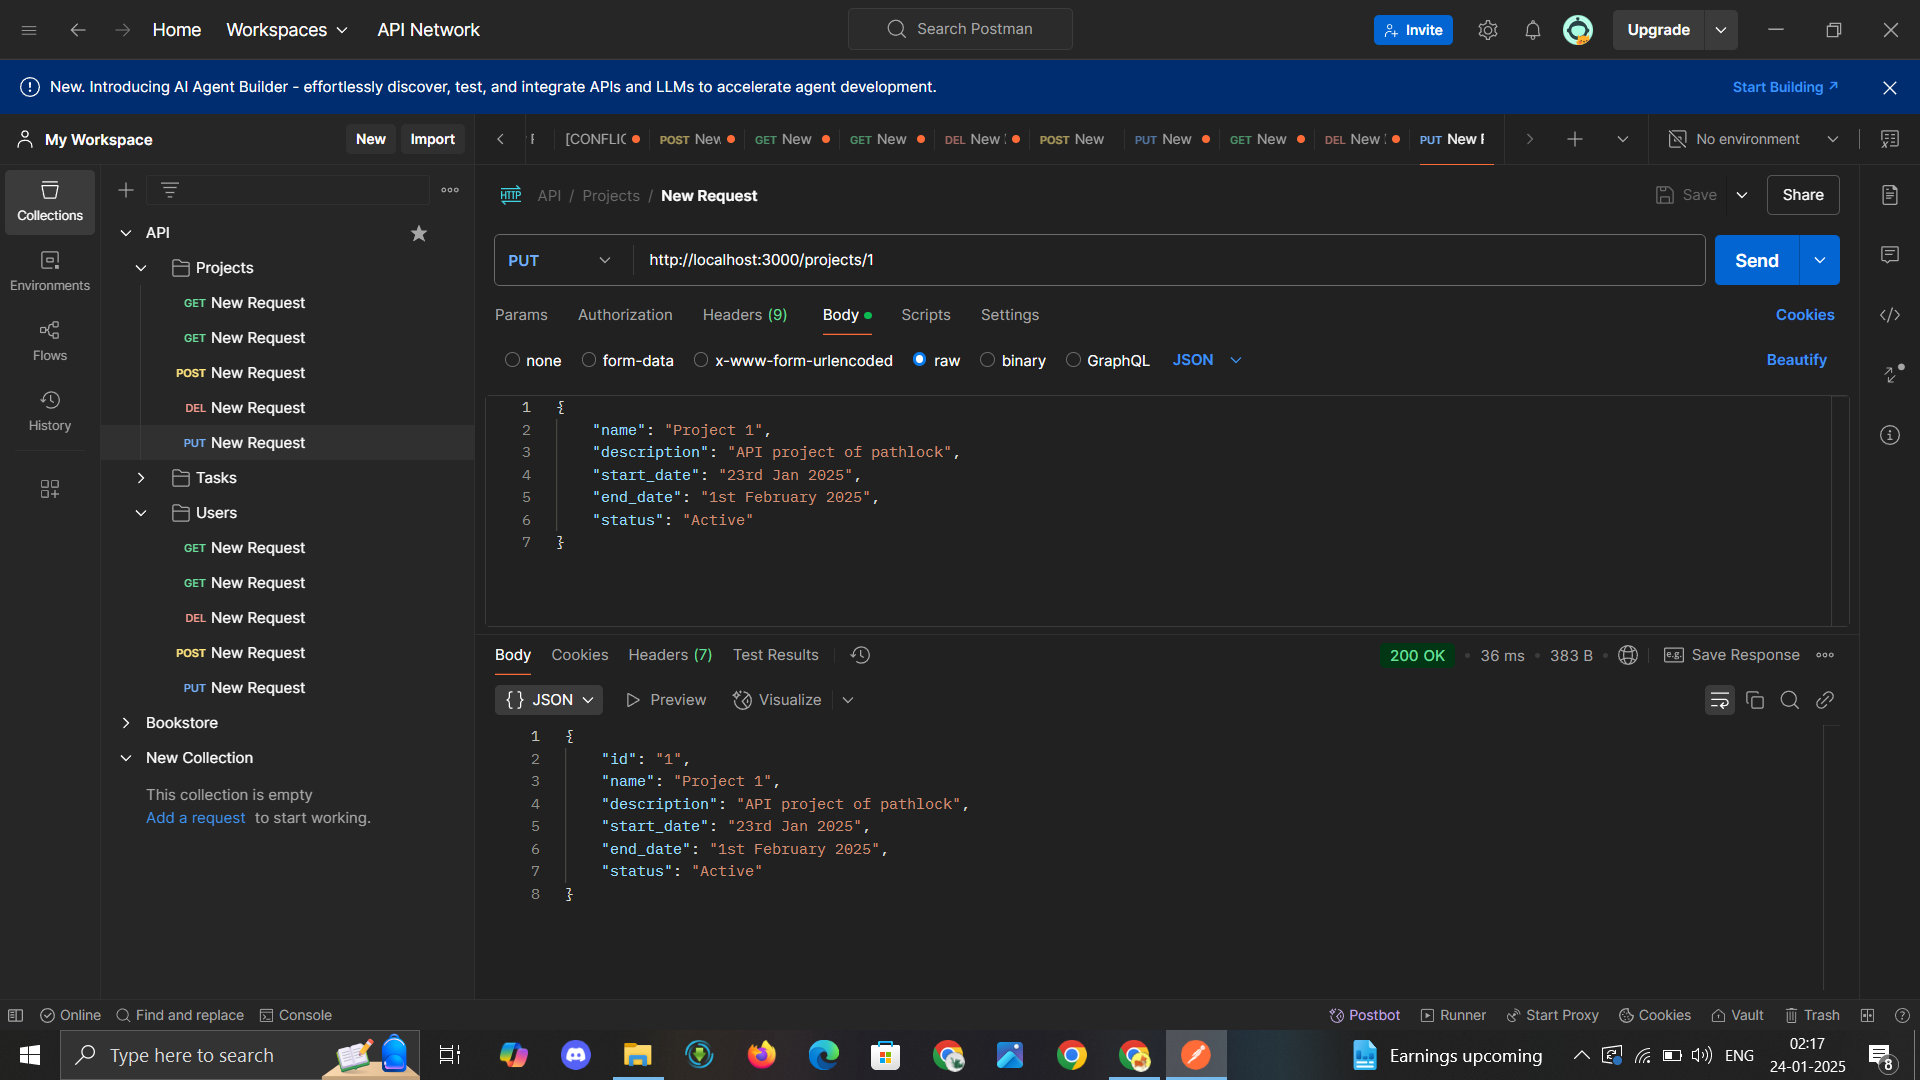 Home Workspaces API Network Search Postman Invite Upgrade
New. Introducing AI Agent Builder - effortlessly discover, test, and integrate APIs and LLMs to accelerate agent development. Start Building
My Workspace New Import
[CONFLIC POST New GET New GET New DEL New POST New PUT New GET New DEL New PUT New No environment
Collections
Environments
Flows
History
API
Projects
GET New Request
GET New Request
POST New Request
DEL New Request
PUT New Request
Tasks
Users
GET New Request
GET New Request
DEL New Request
POST New Request
PUT New Request
Bookstore
New Collection
This collection is empty
Add a request to start working.
HTTP API / Projects / New Request Save Share
PUT http://localhost:3000/projects/1 Send
Params Authorization Headers (9) Body Scripts Settings Cookies
none form-data x-www-form-urlencoded raw binary GraphQL JSON Beautify
1 {
2 "name": "Project 1",
3 "description": "API project of pathlock",
4 "start_date": "23rd Jan 2025",
5 "end_date": "1st February 2025",
6 "status": "Active"
7 }
Body Cookies Headers (7) Test Results 200 OK • 36 ms • 383 B • e.g. Save Response
{} JSON Preview Visualize
1 {
2 "id": "1",
3 "name": "Project 1",
4 "description": "API project of pathlock",
5 "start_date": "23rd Jan 2025",
6 "end_date": "1st February 2025",
7 "status": "Active"
8 }
Online Find and replace Console Postbot Runner Start Proxy Cookies Vault Trash
Type here to search Earnings upcoming ENG 02:17
24-01-2025 8